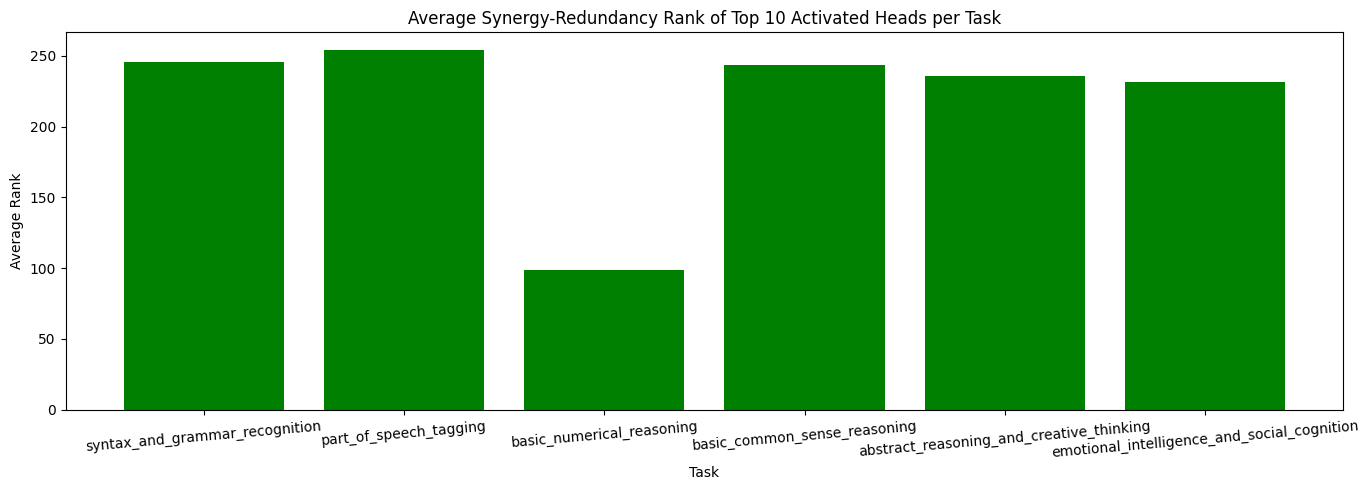 Average Synergy-Redundancy Rank of Top 10 Activated Heads per Task
Average Rank
250
200
150
100
50
0
syntax_and_grammar_recognition
part_of_speech_tagging
basic_numerical_reasoning
basic_common_sense_reasoning
abstract_reasoning_and_creative_thinking
emotional_intelligence_and_social_cognition
Task